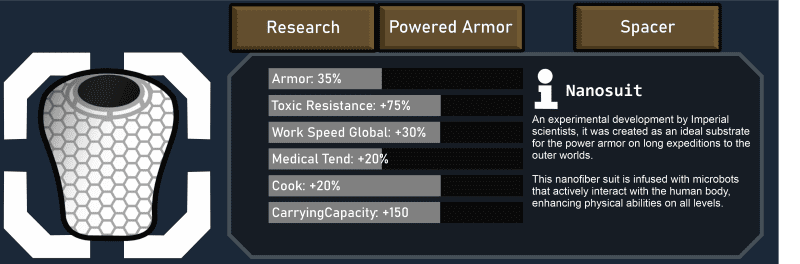 Research
Powered Armor
Spacer
Armor: 35%
Toxic Resistance: +75%
Work Speed Global: +30%
Medical Tend: +20%
Cook: +20%
CarryingCapacity: +150
Nanosuit
An experimental development by Imperial
scientists, it was created as an ideal substrate
for the power armor on long expeditions to the
outer worlds.
This nanofiber suit is infused with microbots
that actively interact with the human body,
enhancing physical abilities on all levels.